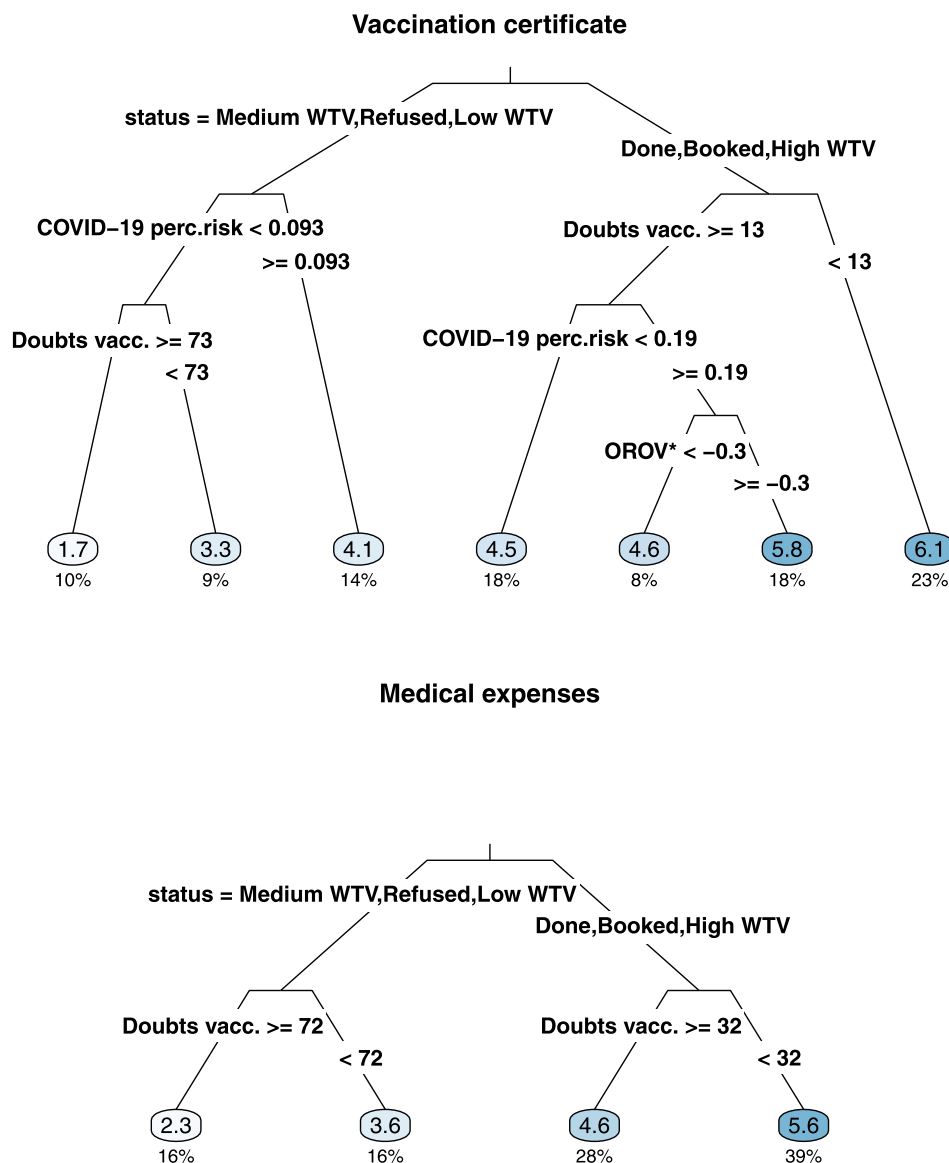 Vaccination certificate
status = Medium WTV,Refused,Low WTV
Done,Booked,High WTV
COVID−19 perc.risk < 0.093
>= 0.093
Doubts vacc. >= 13
< 13
Doubts vacc. >= 73
< 73
COVID−19 perc.risk < 0.19
>= 0.19
OROV* < −0.3
>= −0.3
1.7 3.3 4.1 4.5 4.6 5.8 6.1
10% 9% 14% 18% 8% 18% 23%
Medical expenses
status = Medium WTV,Refused,Low WTV
Done,Booked,High WTV
Doubts vacc. >= 72
< 72
Doubts vacc. >= 32
< 32
2.3 3.6 4.6 5.6
16% 16% 28% 39%